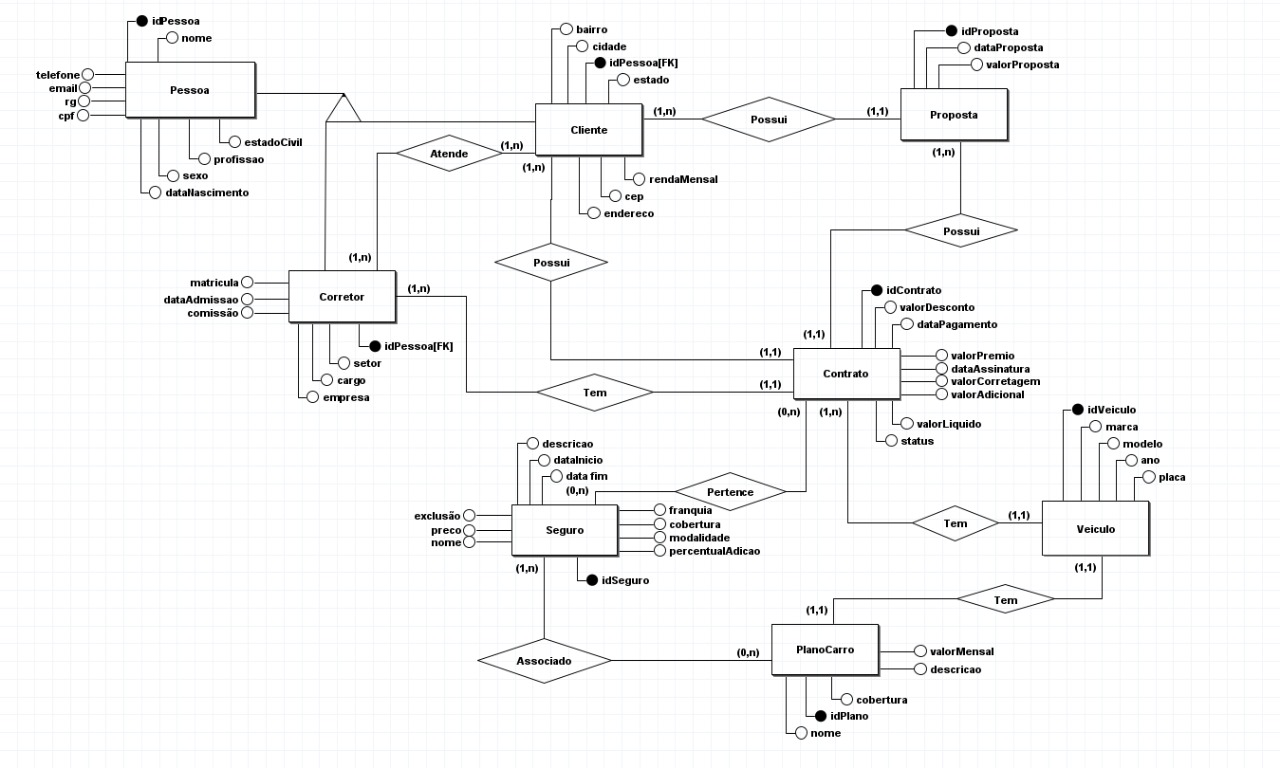 idPessoa
nome
telefone
email
rg
cpf
Pessoa
estadoCivil
profissao
sexo
dataNascimento
bairro
cidade
idPessoa[FK]
estado
Cliente
(1,n)
Possui
(1,1)
idProposta
dataProposta
valorProposta
Proposta
(1,n)
Atende
(1,n)
(1,n)
rendaMensal
cep
endereco
Possui
Possui
(1,n)
matricula
dataAdmissao
comissão
Corretor
(1,n)
idPessoa[FK]
setor
cargo
empresa
Tem
(1,1)
(1,1)
(1,1)
idContrato
valorDesconto
dataPagamento
Contrato
valorPremio
dataAssinatura
valorCorretagem
valorAdicional
(0,n)
(1,n)
valorLiquido
status
idVeiculo
marca
modelo
ano
placa
descricao
dataInicio
data fim
(0,n)
Pertence
exclusão
preco
nome
Seguro
franquia
cobertura
modalidade
percentualAdicao
Tem
(1,1)
Veiculo
(1,n)
idSeguro
(1,1)
Tem
(1,1)
Associado
(0,n)
PlanoCarro
valorMensal
descricao
cobertura
idPlano
nome